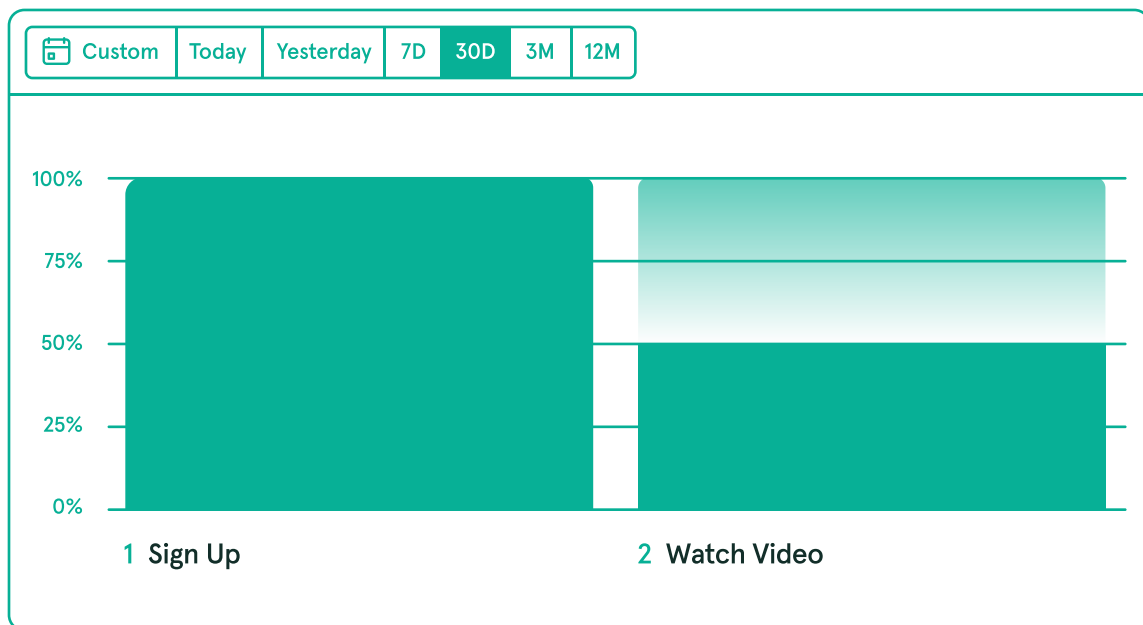 Custom Today Yesterday 7D 30D 3M 12M
100%
75%
50%
25%
0%
1 Sign Up 2 Watch Video